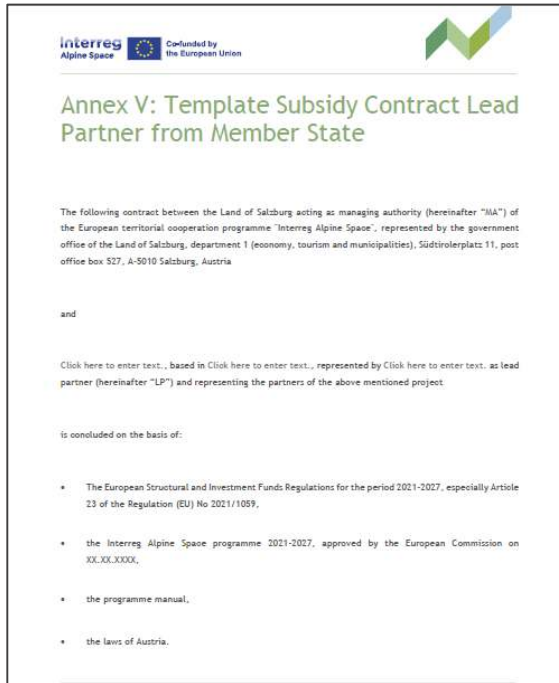 Interreg
Alpine Space
Co-funded by
the European Union
Annex V: Template Subsidy Contract Lead
Partner from Member State
The following contract between the Land of Salzburg acting as managing authority (hereinafter “MA”) of
the European territorial cooperation programme "Interreg Alpine Space", represented by the government
office of the Land of Salzburg, department 1 (economy, tourism and municipalities), Südtirolerplatz 11, post
office box 527, A-5010 Salzburg, Austria
and
Click here to enter text., based in Click here to enter text., represented by Click here to enter text. as lead
partner (hereinafter “LP”) and representing the partners of the above mentioned project
is concluded on the basis of:
• The European Structural and Investment Funds Regulations for the period 2021-2027, especially Article
23 of the Regulation (EU) No 2021/1059,
• the Interreg Alpine Space programme 2021-2027, approved by the European Commission on
XX.XX.XXXX,
• the programme manual,
• the laws of Austria.